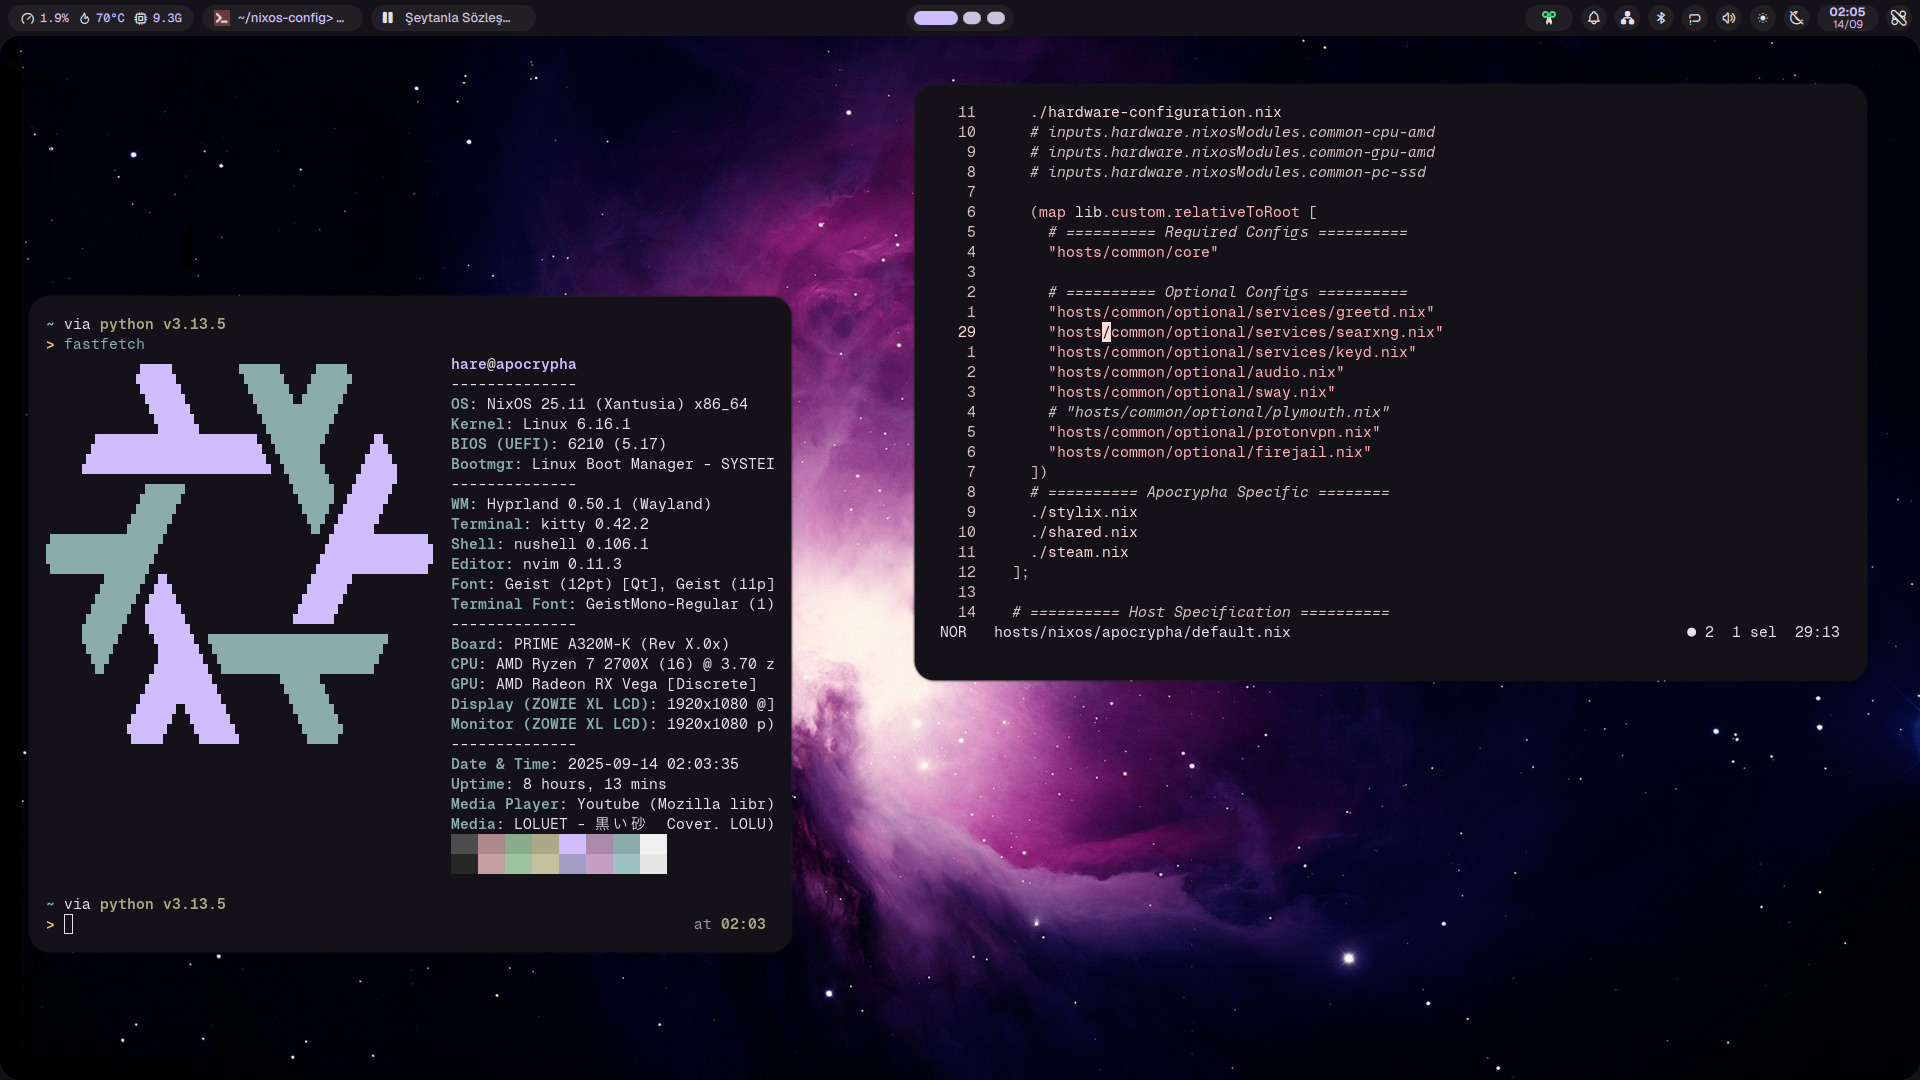 1.9% 70°C 9.3G
~/nixos-config> ...
Şeytanla Sözleş...
02:05
14/09
~ via python v3.13.5
> fastfetch
hare@apocrypha
--------------
OS: NixOS 25.11 (Xantusia) x86_64
Kernel: Linux 6.16.1
BIOS (UEFI): 6210 (5.17)
Bootmgr: Linux Boot Manager - SYSTEI
--------------
WM: Hyprland 0.50.1 (Wayland)
Terminal: kitty 0.42.2
Shell: nushell 0.106.1
Editor: nvim 0.11.3
Font: Geist (12pt) [Qt], Geist (11p]
Terminal Font: GeistMono-Regular (1)
--------------
Board: PRIME A320M-K (Rev X.0x)
CPU: AMD Ryzen 7 2700X (16) @ 3.70 z
GPU: AMD Radeon RX Vega [Discrete]
Display (ZOWIE XL LCD): 1920x1080 @]
Monitor (ZOWIE XL LCD): 1920x1080 p)
--------------
Date & Time: 2025-09-14 02:03:35
Uptime: 8 hours, 13 mins
Media Player: Youtube (Mozilla libr)
Media: LOLUET - 黒い砂 Cover. LOLU)
~ via python v3.13.5
> at 02:03
11 ./hardware-configuration.nix
10 # inputs.hardware.nixosModules.common-cpu-amd
9 # inputs.hardware.nixosModules.common-gpu-amd
8 # inputs.hardware.nixosModules.common-pc-ssd
7
6 (map lib.custom.relativeToRoot [
5 # ========== Required Configs ==========
4 "hosts/common/core"
3
2 # ========== Optional Configs ==========
1 "hosts/common/optional/services/greetd.nix"
29 "hosts/common/optional/services/searxng.nix"
1 "hosts/common/optional/services/keyd.nix"
2 "hosts/common/optional/audio.nix"
3 "hosts/common/optional/sway.nix"
4 # "hosts/common/optional/plymouth.nix"
5 "hosts/common/optional/protonvpn.nix"
6 "hosts/common/optional/firejail.nix"
7 ])
8 # ========== Apocrypha Specific ========
9 ./stylix.nix
10 ./shared.nix
11 ./steam.nix
12 ];
13
14 # ========== Host Specification ==========
NOR hosts/nixos/apocrypha/default.nix ● 2 1 sel 29:13